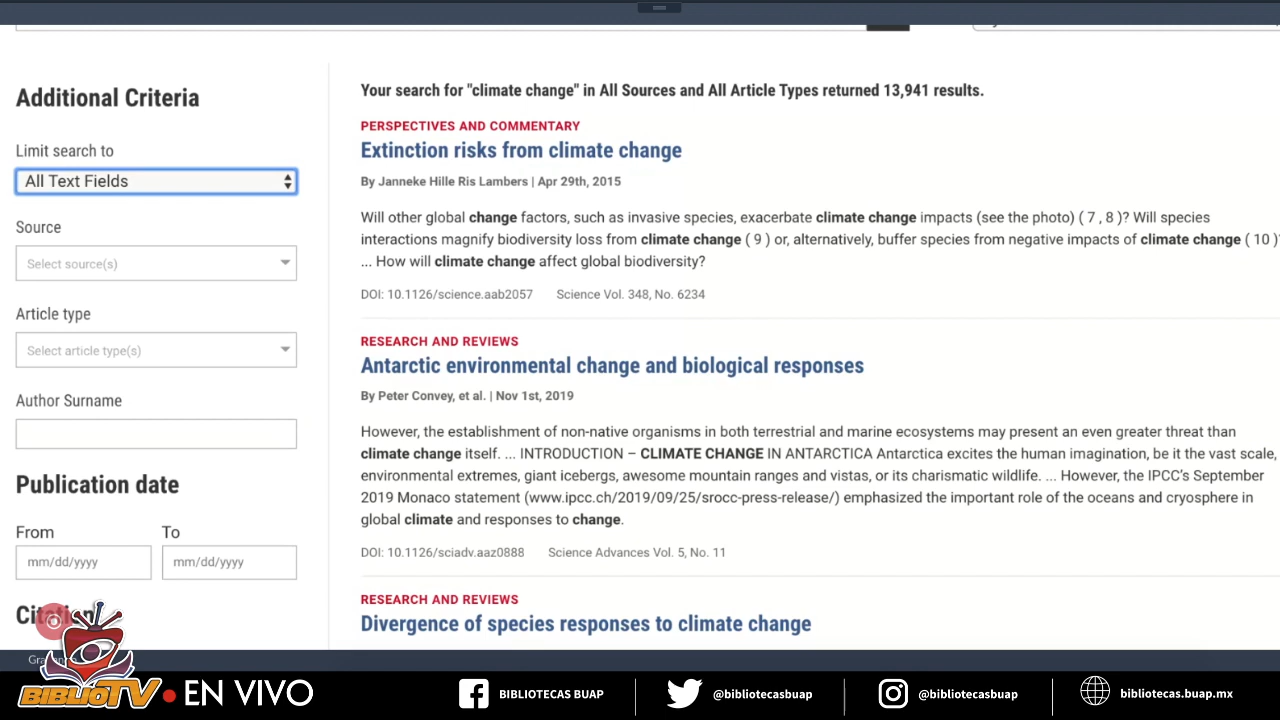 Additional Criteria
Limit search to
All Text Fields
Source
Select source(s)
Article type
Select article type(s)
Author Surname
Publication date
From To
mm/dd/yyyy mm/dd/yyyy
Citation
Your search for "climate change" in All Sources and All Article Types returned 13,941 results.
PERSPECTIVES AND COMMENTARY
Extinction risks from climate change
By Janneke Hille Ris Lambers | Apr 29th, 2015
Will other global change factors, such as invasive species, exacerbate climate change impacts (see the photo) ( 7 , 8 )? Will species
interactions magnify biodiversity loss from climate change ( 9 ) or, alternatively, buffer species from negative impacts of climate change ( 10 )?
... How will climate change affect global biodiversity?
DOI: 10.1126/science.aab2057 Science Vol. 348, No. 6234
RESEARCH AND REVIEWS
Antarctic environmental change and biological responses
By Peter Convey, et al. | Nov 1st, 2019
However, the establishment of non-native organisms in both terrestrial and marine ecosystems may present an even greater threat than
climate change itself. ... INTRODUCTION – CLIMATE CHANGE IN ANTARCTICA Antarctica excites the human imagination, be it the vast scale,
environmental extremes, giant icebergs, awesome mountain ranges and vistas, or its charismatic wildlife. ... However, the IPCC's September
2019 Monaco statement (www.ipcc.ch/2019/09/25/srocc-press-release/) emphasized the important role of the oceans and cryosphere in
global climate and responses to change.
DOI: 10.1126/sciadv.aaz0888 Science Advances Vol. 5, No. 11
RESEARCH AND REVIEWS
Divergence of species responses to climate change
BIBLIOTV • EN VIVO
BIBLIOTECAS BUAP
@bibliotecasbuap
@bibliotecasbuap
bibliotecas.buap.mx